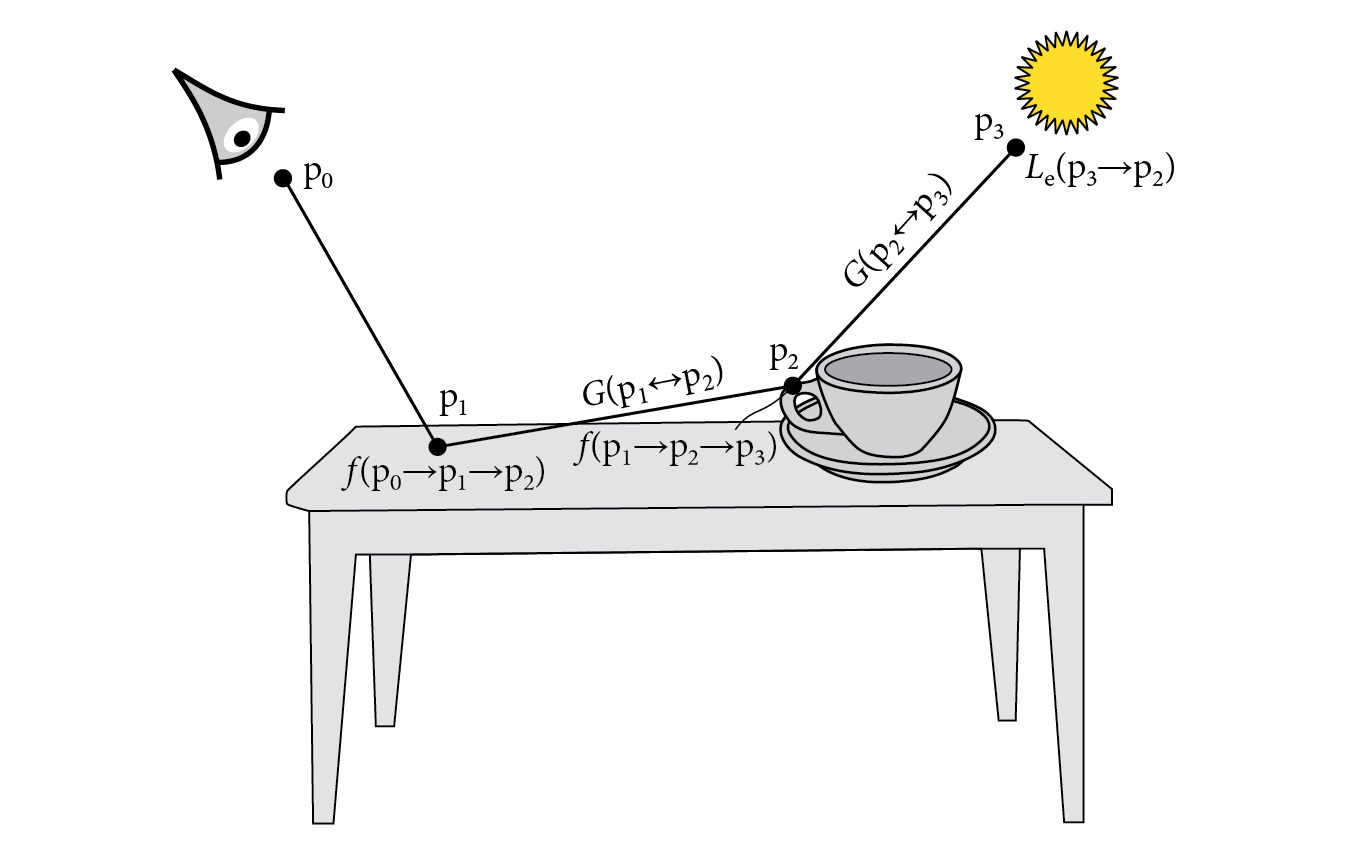 p₃
p₀
Lₑ(p₃→p₂)
G(p₂↔p₃)
p₂
G(p₁↔p₂)
p₁
f(p₁→p₂→p₃)
f(p₀→p₁→p₂)